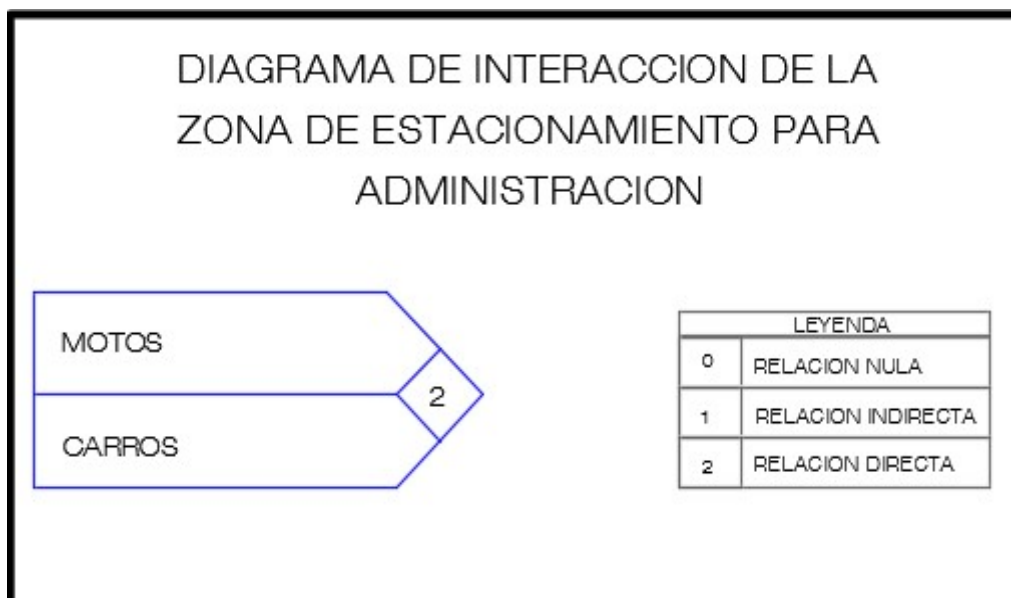 DIAGRAMA DE INTERACCION DE LA
ZONA DE ESTACIONAMIENTO PARA
ADMINISTRACION
MOTOS
2
CARROS
LEYENDA
0 RELACION NULA
1 RELACION INDIRECTA
2 RELACION DIRECTA